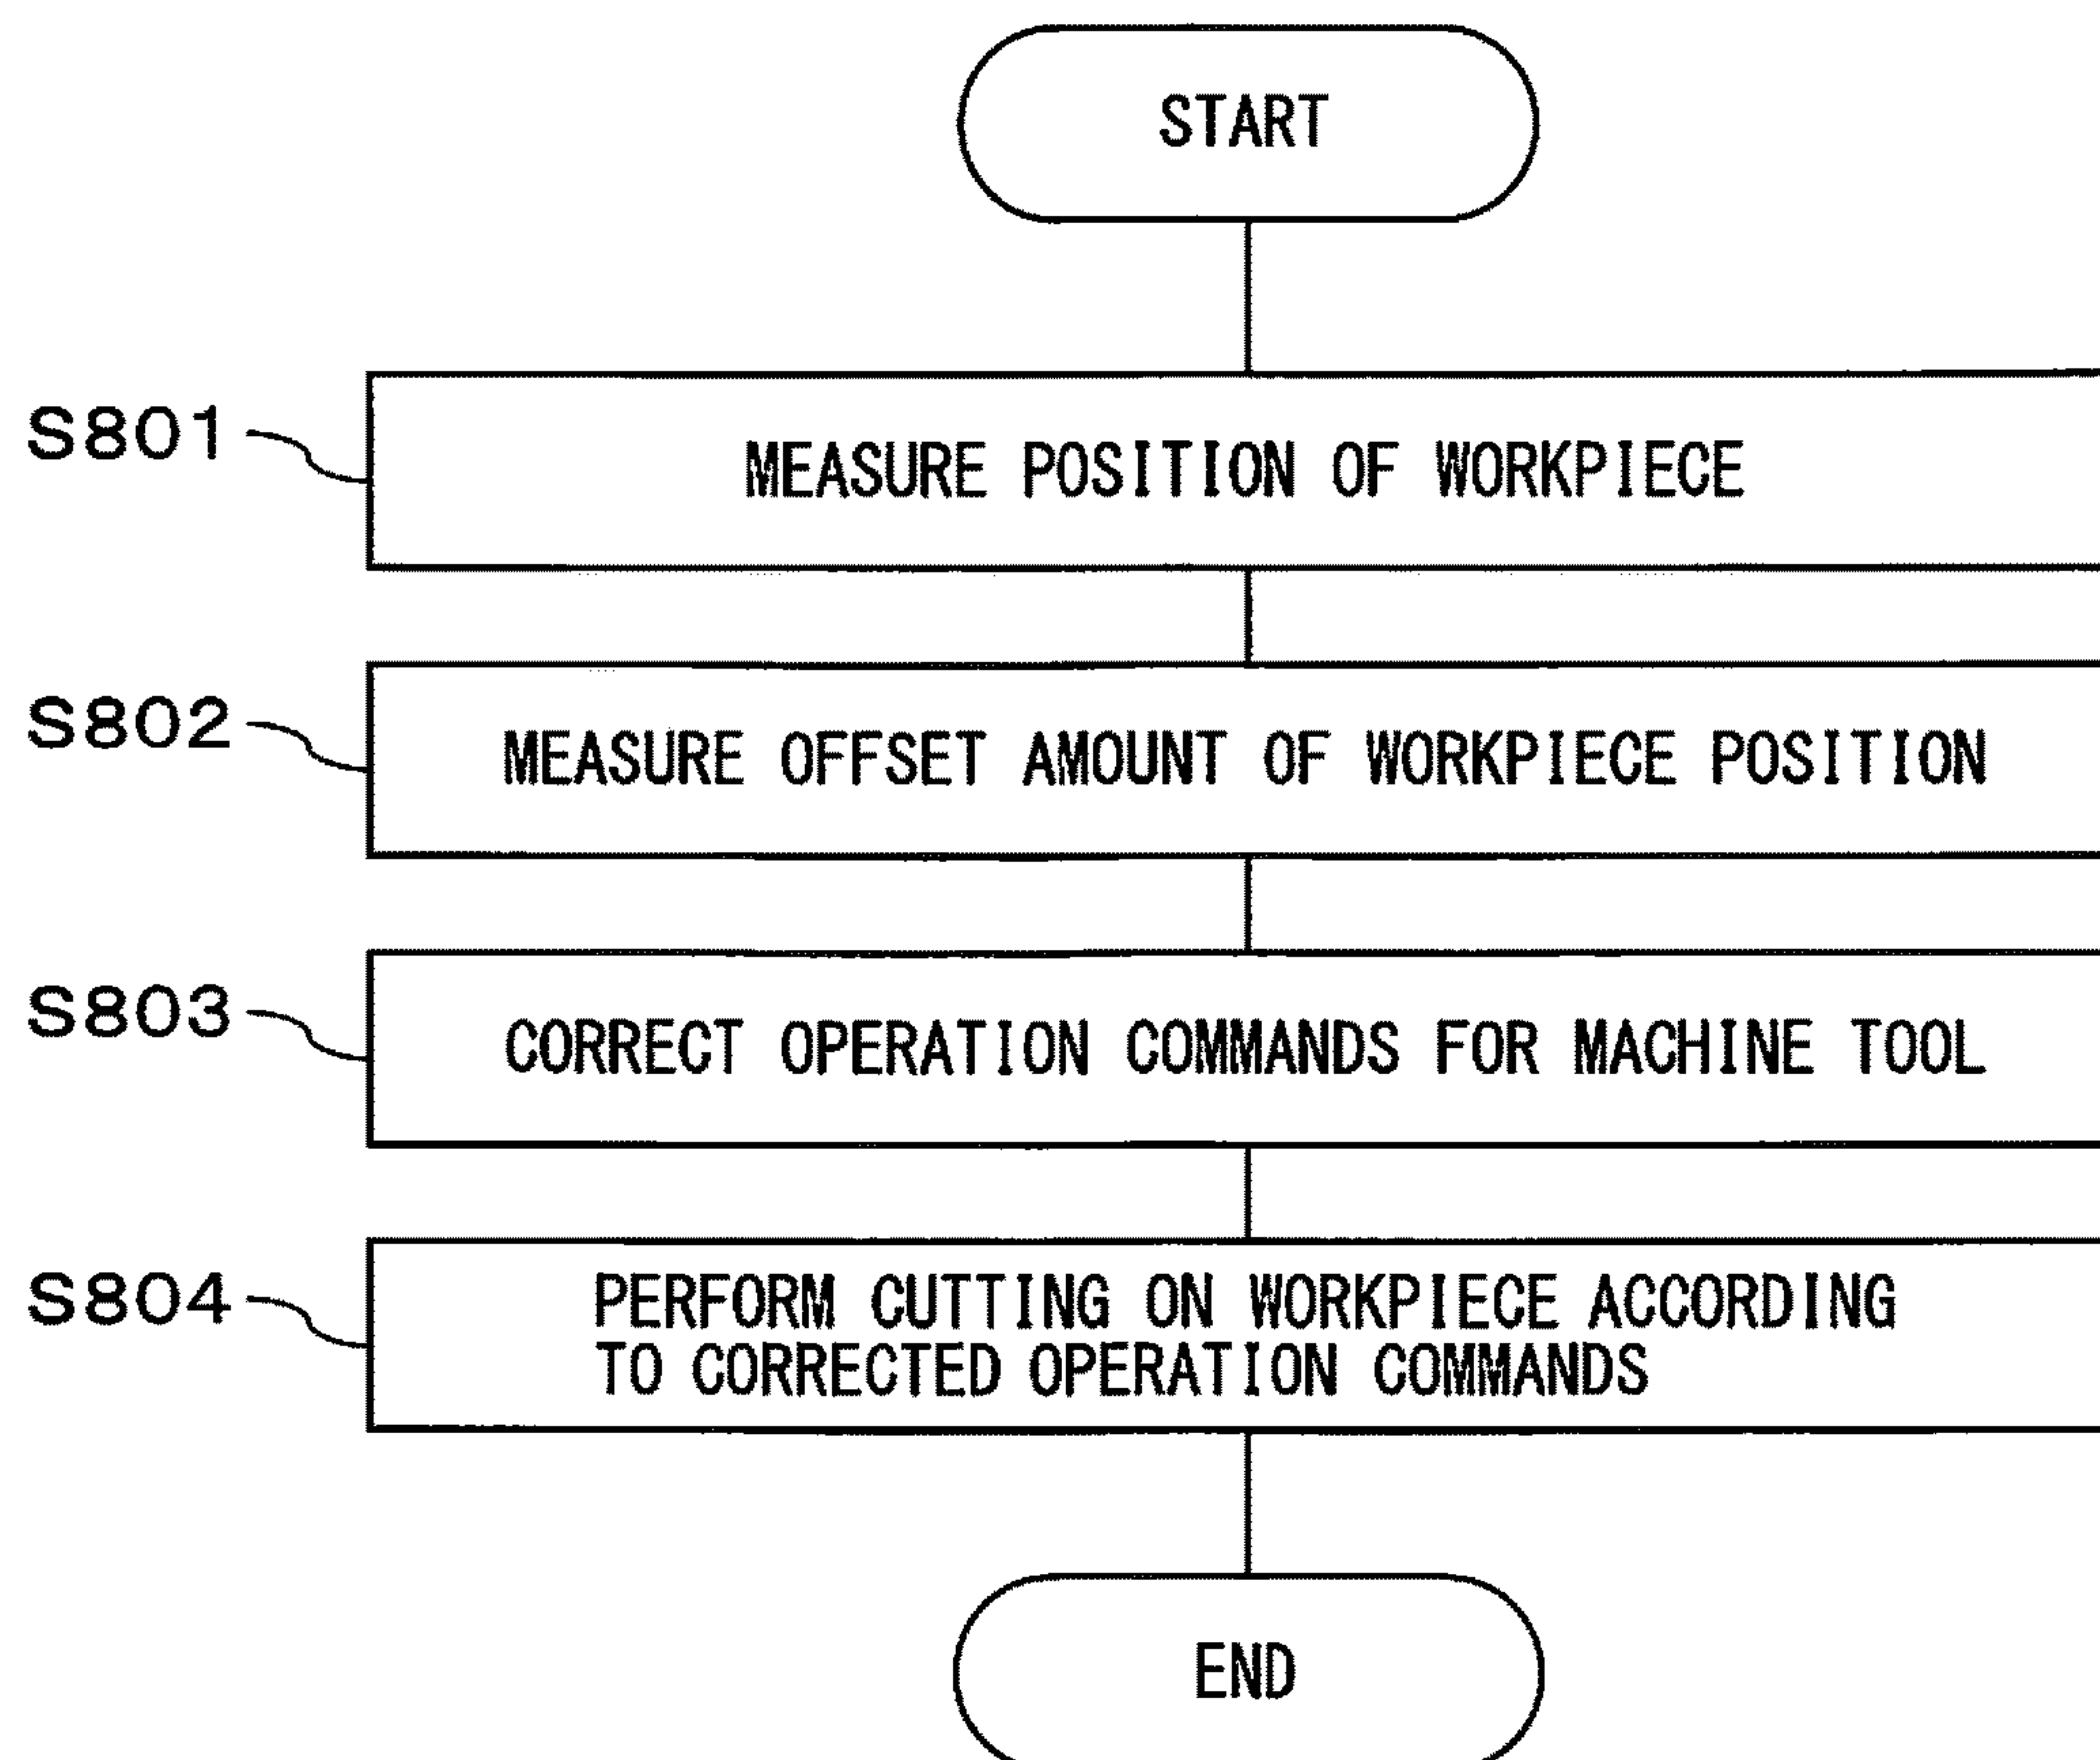 START
S801
MEASURE POSITION OF WORKPIECE
S802
MEASURE OFFSET AMOUNT OF WORKPIECE POSITION
S803
CORRECT OPERATION COMMANDS FOR MACHINE TOOL
S804
PERFORM CUTTING ON WORKPIECE ACCORDING
TO CORRECTED OPERATION COMMANDS
END